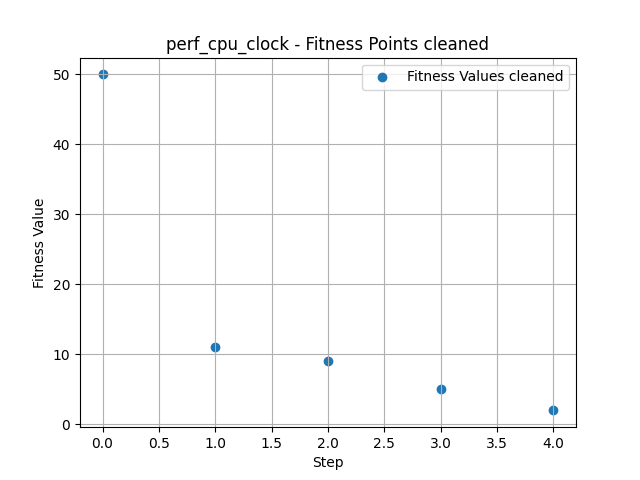 perf_cpu_clock - Fitness Points cleaned
Fitness Values cleaned
Fitness Value
50
40
30
20
10
0
0.0 0.5 1.0 1.5 2.0 2.5 3.0 3.5 4.0
Step